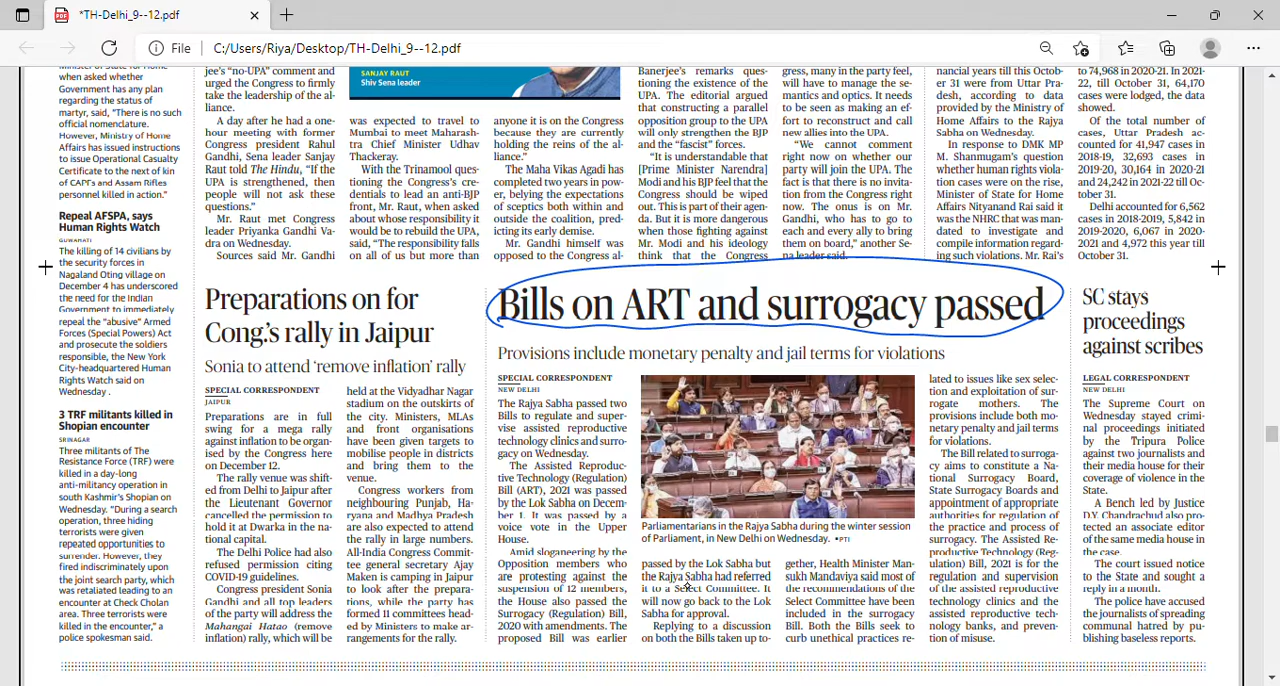 *TH-Delhi_9--12.pdf
File
C:/Users/Riya/Desktop/TH-Delhi_9--12.pdf
when asked whether
Government has any plan
regarding the status of
martyr, said, “There is no such
official nomenclature.
However, Ministry of Home
Affairs has issued instructions
to issue Operational Casualty
Certificate to the next of kin
of CAPFs and Assam Rifles
personnel killed in action.”
Repeal AFSPA, says
Human Rights Watch
GUWAHATI
The killing of 14 civilians by
the security forces in
Nagaland Oting village on
December 4 has underscored
the need for the Indian
Government to immediately
repeal the “abusive” Armed
Forces (Special Powers) Act
and prosecute the soldiers
responsible, the New York
City-headquartered Human
Rights Watch said on
Wednesday .
3 TRF militants killed in
Shopian encounter
SRINAGAR
Three militants of The
Resistance Force (TRF) were
killed in a day-long
anti-militancy operation in
south Kashmir’s Shopian on
Wednesday. “During a search
operation, three hiding
terrorists were given
repeated opportunities to
surrender. However, they
fired indiscriminately upon
the joint search party, which
was retaliated leading to an
encounter at Check Cholan
area. Three terrorists were
killed in the encounter,” a
police spokesman said.
jee’s “no-UPA” comment and
urged the Congress to firmly
take the leadership of the al-
liance.
A day after he had a one-
hour meeting with former
Congress president Rahul
Gandhi, Sena leader Sanjay
Raut told The Hindu, “If the
UPA is strengthened, then
people will not ask these
questions.”
Mr. Raut met Congress
leader Priyanka Gandhi Va-
dra on Wednesday.
Sources said Mr. Gandhi
SANJAY RAUT
Shiv Sena leader
was expected to travel to
Mumbai to meet Maharash-
tra Chief Minister Udhav
Thackeray.
With the Trinamool ques-
tioning the Congress’s cre-
dentials to lead an anti-BJP
front, Mr. Raut, when asked
about whose responsibility it
would be to rebuild the UPA,
said, “The responsibility falls
on all of us but more than
anyone it is on the Congress
because they are currently
holding the reins of the al-
liance.”
The Maha Vikas Agadi has
completed two years in pow-
er, belying the expectations
of sceptics both within and
outside the coalition, pred-
icting its early demise.
Mr. Gandhi himself was
opposed to the Congress al-
Banerjee’s remarks ques-
tioning the existence of the
UPA. The editorial argued
that constructing a parallel
opposition group to the UPA
will only strengthen the BJP
and the “fascist” forces.
“It is understandable that
[Prime Minister Narendra]
Modi and his BJP feel that the
Congress should be wiped
out. This is part of their agen-
da. But it is more dangerous
when those fighting against
Mr. Modi and his ideology
think that the Congress
gress, many in the party feel,
will have to manage the se-
mantics and optics. It needs
to be seen as making an ef-
fort to reconstruct and call
new allies into the UPA.
“We cannot comment
right now on whether our
party will join the UPA. The
fact is that there is no invita-
tion from the Congress right
now. The onus is on Mr.
Gandhi, who has to go to
each and every ally to bring
them on board,” another Se-
na leader said.
nancial years till this Octob-
er 31 were from Uttar Pra-
desh, according to data
provided by the Ministry of
Home Affairs to the Rajya
Sabha on Wednesday.
In response to DMK MP
M. Shanmugam’s question
whether human rights viola-
tion cases were on the rise,
Minister of State for Home
Affairs Nityanand Rai said it
was the NHRC that was man-
dated to investigate and
compile information regard-
ing such violations. Mr. Rai’s
to 74,968 in 2020-21. In 2021-
22, till October 31, 64,170
cases were lodged, the data
showed.
Of the total number of
cases, Uttar Pradesh ac-
counted for 41,947 cases in
2018-19, 32,693 cases in
2019-20, 30,164 in 2020-21
and 24,242 in 2021-22 till Oc-
tober 31.
Delhi accounted for 6,562
cases in 2018-2019, 5,842 in
2019-2020, 6,067 in 2020-
2021 and 4,972 this year till
October 31.
Preparations on for
Cong.’s rally in Jaipur
Sonia to attend ‘remove inflation’ rally
SPECIAL CORRESPONDENT
JAIPUR
Preparations are in full
swing for a mega rally
against inflation to be organ-
ised by the Congress here
on December 12.
The rally venue was shift-
ed from Delhi to Jaipur after
the Lieutenant Governor
cancelled the permission to
hold it at Dwarka in the na-
tional capital.
The Delhi Police had also
refused permission citing
COVID-19 guidelines.
Congress president Sonia
Gandhi and all top leaders
of the party will address the
Mahangai Hatao (remove
inflation) rally, which will be
held at the Vidyadhar Nagar
stadium on the outskirts of
the city. Ministers, MLAs
and front organisations
have been given targets to
mobilise people in districts
and bring them to the
venue.
Congress workers from
neighbouring Punjab, Ha-
ryana and Madhya Pradesh
are also expected to attend
the rally in large numbers.
All-India Congress Commit-
tee general secretary Ajay
Maken is camping in Jaipur
to look after the prepara-
tions, while the party has
formed 11 committees head-
ed by Ministers to make ar-
rangements for the rally.
Bills on ART and surrogacy passed
Provisions include monetary penalty and jail terms for violations
SPECIAL CORRESPONDENT
NEW DELHI
The Rajya Sabha passed two
Bills to regulate and super-
vise assisted reproductive
technology clinics and surro-
gacy on Wednesday.
The Assisted Reproduc-
tive Technology (Regulation)
Bill (ART), 2021 was passed
by the Lok Sabha on Decem-
ber 1. It was passed by a
voice vote in the Upper
House.
Amid sloganeering by the
Opposition members who
are protesting against the
suspension of 12 members,
the House also passed the
Surrogacy (Regulation) Bill,
2020 with amendments. The
proposed Bill was earlier
Parliamentarians in the Rajya Sabha during the winter session
of Parliament, in New Delhi on Wednesday. •PTI
passed by the Lok Sabha but
the Rajya Sabha had referred
it to a Select Committee. It
will now go back to the Lok
Sabha for approval.
Replying to a discussion
on both the Bills taken up to-
gether, Health Minister Man-
sukh Mandaviya said most of
the recommendations of the
Select Committee have been
included in the surrogacy
Bill. Both the Bills seek to
curb unethical practices re-
lated to issues like sex selec-
tion and exploitation of sur-
rogate mothers. The
provisions include both mo-
netary penalty and jail terms
for violations.
The Bill related to surroga-
cy aims to constitute a Na-
tional Surrogacy Board,
State Surrogacy Boards and
appointment of appropriate
authorities for regulation of
the practice and process of
surrogacy. The Assisted Re-
productive Technology (Reg-
ulation) Bill, 2021 is for the
regulation and supervision
of the assisted reproductive
technology clinics and the
assisted reproductive tech-
nology banks, and preven-
tion of misuse.
SC stays
proceedings
against scribes
LEGAL CORRESPONDENT
NEW DELHI
The Supreme Court on
Wednesday stayed crimi-
nal proceedings initiated
by the Tripura Police
against two journalists and
their media house for their
coverage of violence in the
State.
A Bench led by Justice
D.Y. Chandrachud also pro-
tected an associate editor
of the same media house in
the case.
The court issued notice
to the State and sought a
reply in a month.
The police have accused
the journalists of spreading
communal hatred by pu-
blishing baseless reports.